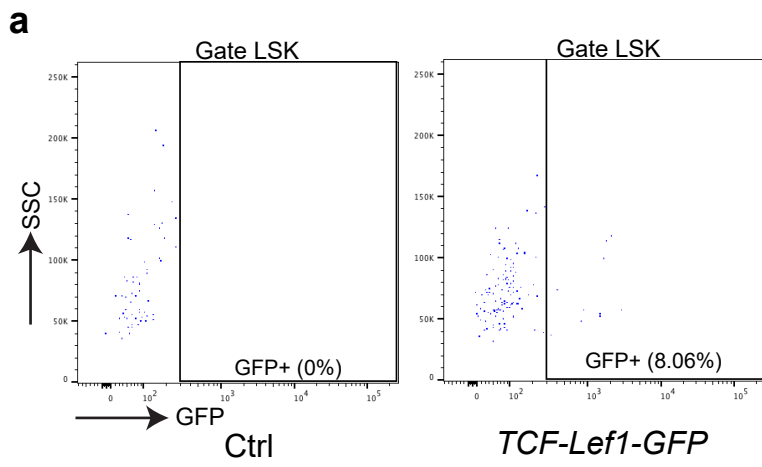 a
Gate LSK
Gate LSK
250K
200K
150K
100K
50K
0
SSC
GFP+ (0%)
0 10² 10³ 10⁴ 10⁵
GFP
Ctrl
250K
200K
150K
100K
50K
0
GFP+ (8.06%)
0 10² 10³ 10⁴ 10⁵
TCF-Lef1-GFP